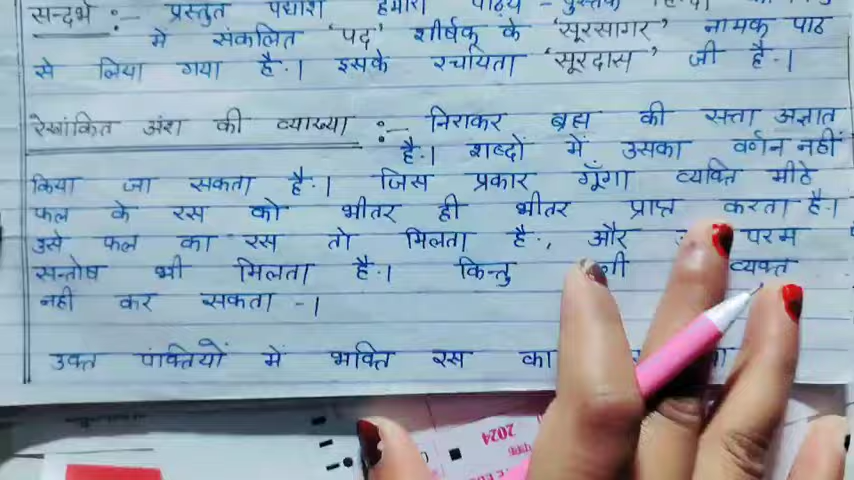 सन्दर्भ :- प्रस्तुत पद्यांश हमारी पाठ्य - पुस्तक
में संकलित 'पद' शीर्षक के 'सूरसागर' नामक पाठ
से लिया गया है। इसके रचयिता 'सूरदास' जी है।
रेखांकित अंश की व्याख्या :- निराकर ब्रह्म की सत्ता अज्ञात
है। शब्दों में उसका वर्णन नहीं
किया जा सकता है। जिस प्रकार गूँगा व्यक्ति मीठे
फल के रस को भीतर ही भीतर प्राप्त करता है।
उसे फल का रस तो मिलता है, और परम
सन्तोष भी मिलता है। किन्तु व्यक्त
नही कर सकता -।
उक्त पंक्तियों में भक्ति रस का
2024